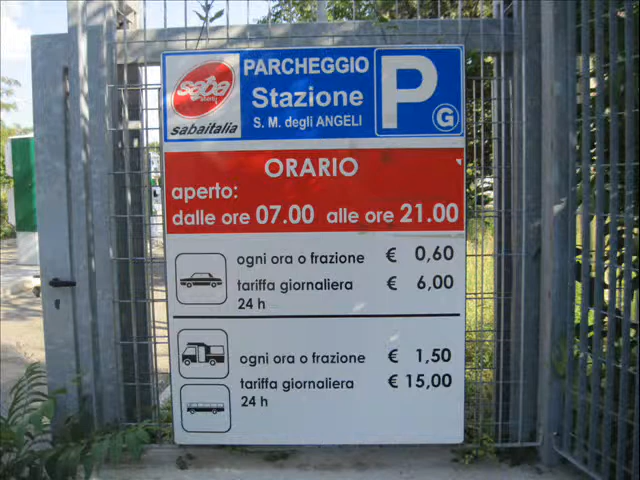 saba
sabaitalia
PARCHEGGIO
Stazione
S. M. degli ANGELI
P
G
ORARIO
aperto:
dalle ore 07.00 alle ore 21.00
ogni ora o frazione € 0,60
tariffa giornaliera € 6,00
24 h
ogni ora o frazione € 1,50
tariffa giornaliera € 15,00
24 h